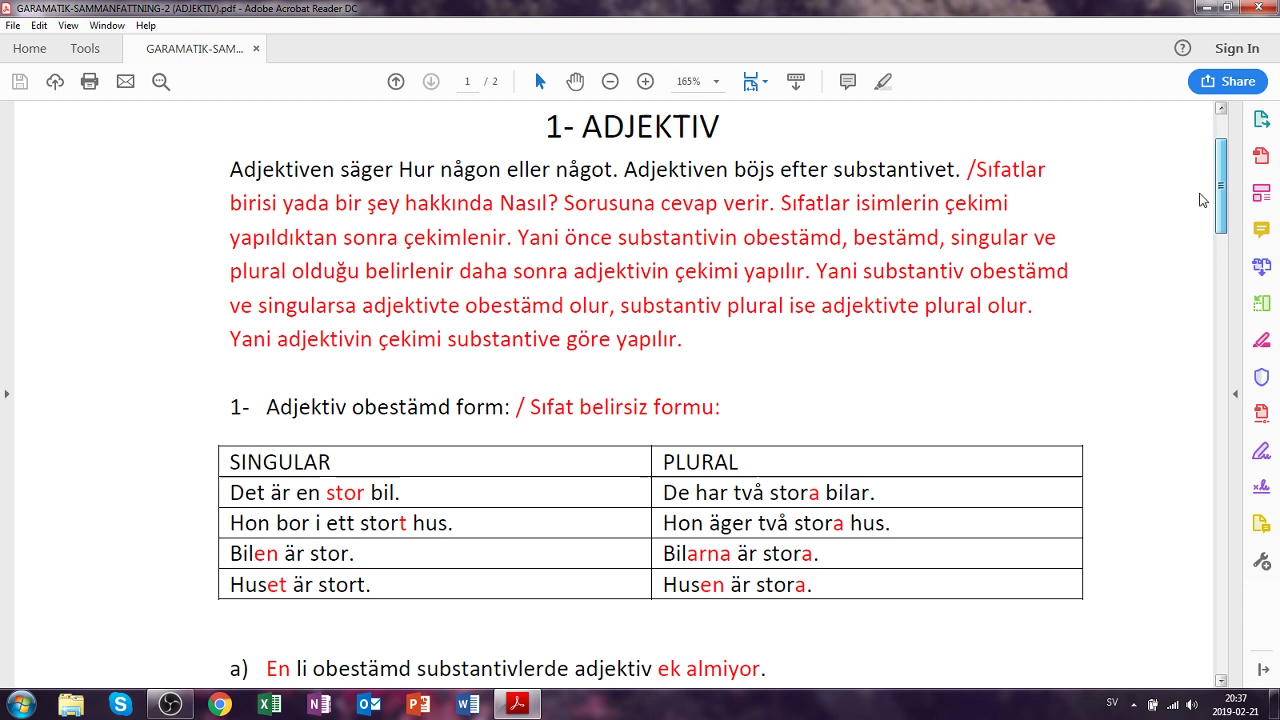 GARAMATIK-SAMMANFATTNING-2 (ADJEKTIV).pdf - Adobe Acrobat Reader DC
File Edit View Window Help
Home Tools GARAMATIK-SAM... × Sign In
1 / 2 165% Share
1- ADJEKTIV
Adjektiven säger Hur någon eller något. Adjektiven böjs efter substantivet. /Sıfatlar
birisi yada bir şey hakkında Nasıl? Sorusuna cevap verir. Sıfatlar isimlerin çekimi
yapıldıktan sonra çekimlenir. Yani önce substantivin obestämd, bestämd, singular ve
plural olduğu belirlenir daha sonra adjektivin çekimi yapılır. Yani substantiv obestämd
ve singularsa adjektivte obestämd olur, substantiv plural ise adjektivte plural olur.
Yani adjektivin çekimi substantive göre yapılır.
1- Adjektiv obestämd form: / Sıfat belirsiz formu:
SINGULAR PLURAL
Det är en stor bil. De har två stora bilar.
Hon bor i ett stort hus. Hon äger två stora hus.
Bilen är stor. Bilarna är stora.
Huset är stort. Husen är stora.
a) En li obestämd substantivlerde adjektiv ek almiyor.
SV 20:37
2019-02-21